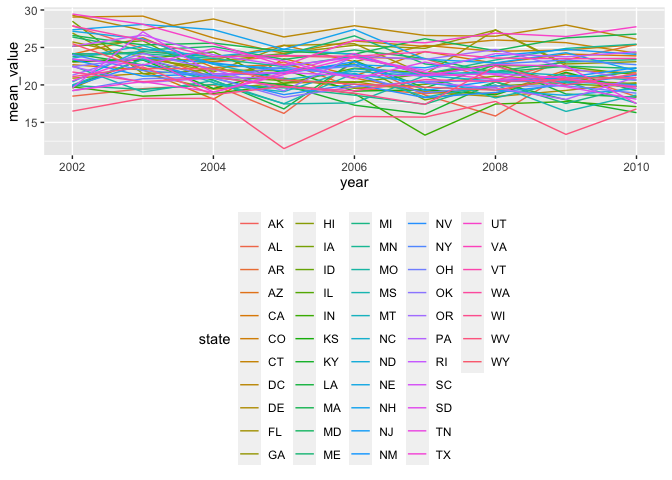 30
25
20
15
mean_value
2002
2004
2006
2008
2010
year
state
AK HI MI NV UT
AL IA MN NY VA
AR ID MO OH VT
AZ IL MS OK WA
CA IN MT OR WI
CO KS NC PA WV
CT KY ND RI WY
DC LA NE SC
DE MA NH SD
FL MD NJ TN
GA ME NM TX